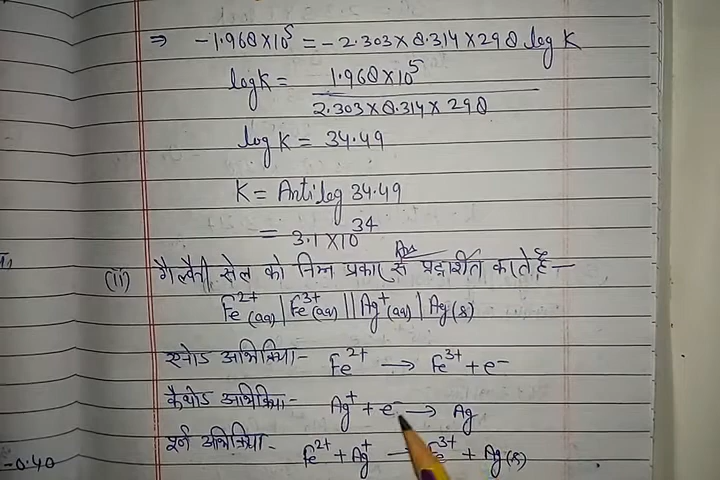 ⇒ -1.968×10⁵ = -2.303×8.314×298 log K
log K = 1.968×10⁵
2.303×8.314×298
log K = 34.49
K = Antilog 34.49
= 3.1×10³⁴
Ans
(ii) गैल्वैनी सेल को निम्न प्रकार से प्रदर्शित करते हैं—
Fe²⁺(aq) | Fe³⁺(aq) || Ag⁺(aq) | Ag(s)
एनोड अभिक्रिया- Fe²⁺ → Fe³⁺ + e⁻
कैथोड अभिक्रिया- Ag⁺ + e⁻ → Ag
पूर्ण अभिक्रिया- Fe²⁺ + Ag⁺ → Fe³⁺ + Ag(s)
-0.40